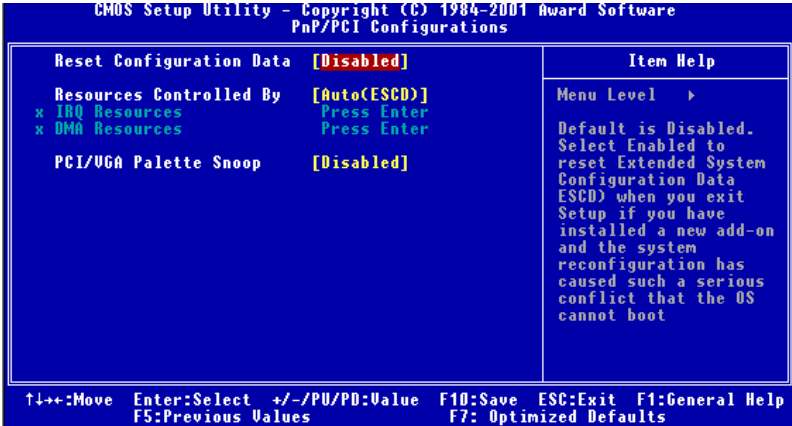 CMOS Setup Utility - Copyright (C) 1984-2001 Award Software
PnP/PCI Configurations
Reset Configuration Data [Disabled]
Resources Controlled By [Auto(ESCD)]
x IRQ Resources Press Enter
x DMA Resources Press Enter
PCI/VGA Palette Snoop [Disabled]
Item Help
Menu Level ▸
Default is Disabled.
Select Enabled to
reset Extended System
Configuration Data
ESCD) when you exit
Setup if you have
installed a new add-on
and the system
reconfiguration has
caused such a serious
conflict that the OS
cannot boot
↑↓→←:Move Enter:Select +/-/PU/PD:Value F10:Save ESC:Exit F1:General Help
F5:Previous Values F7: Optimized Defaults